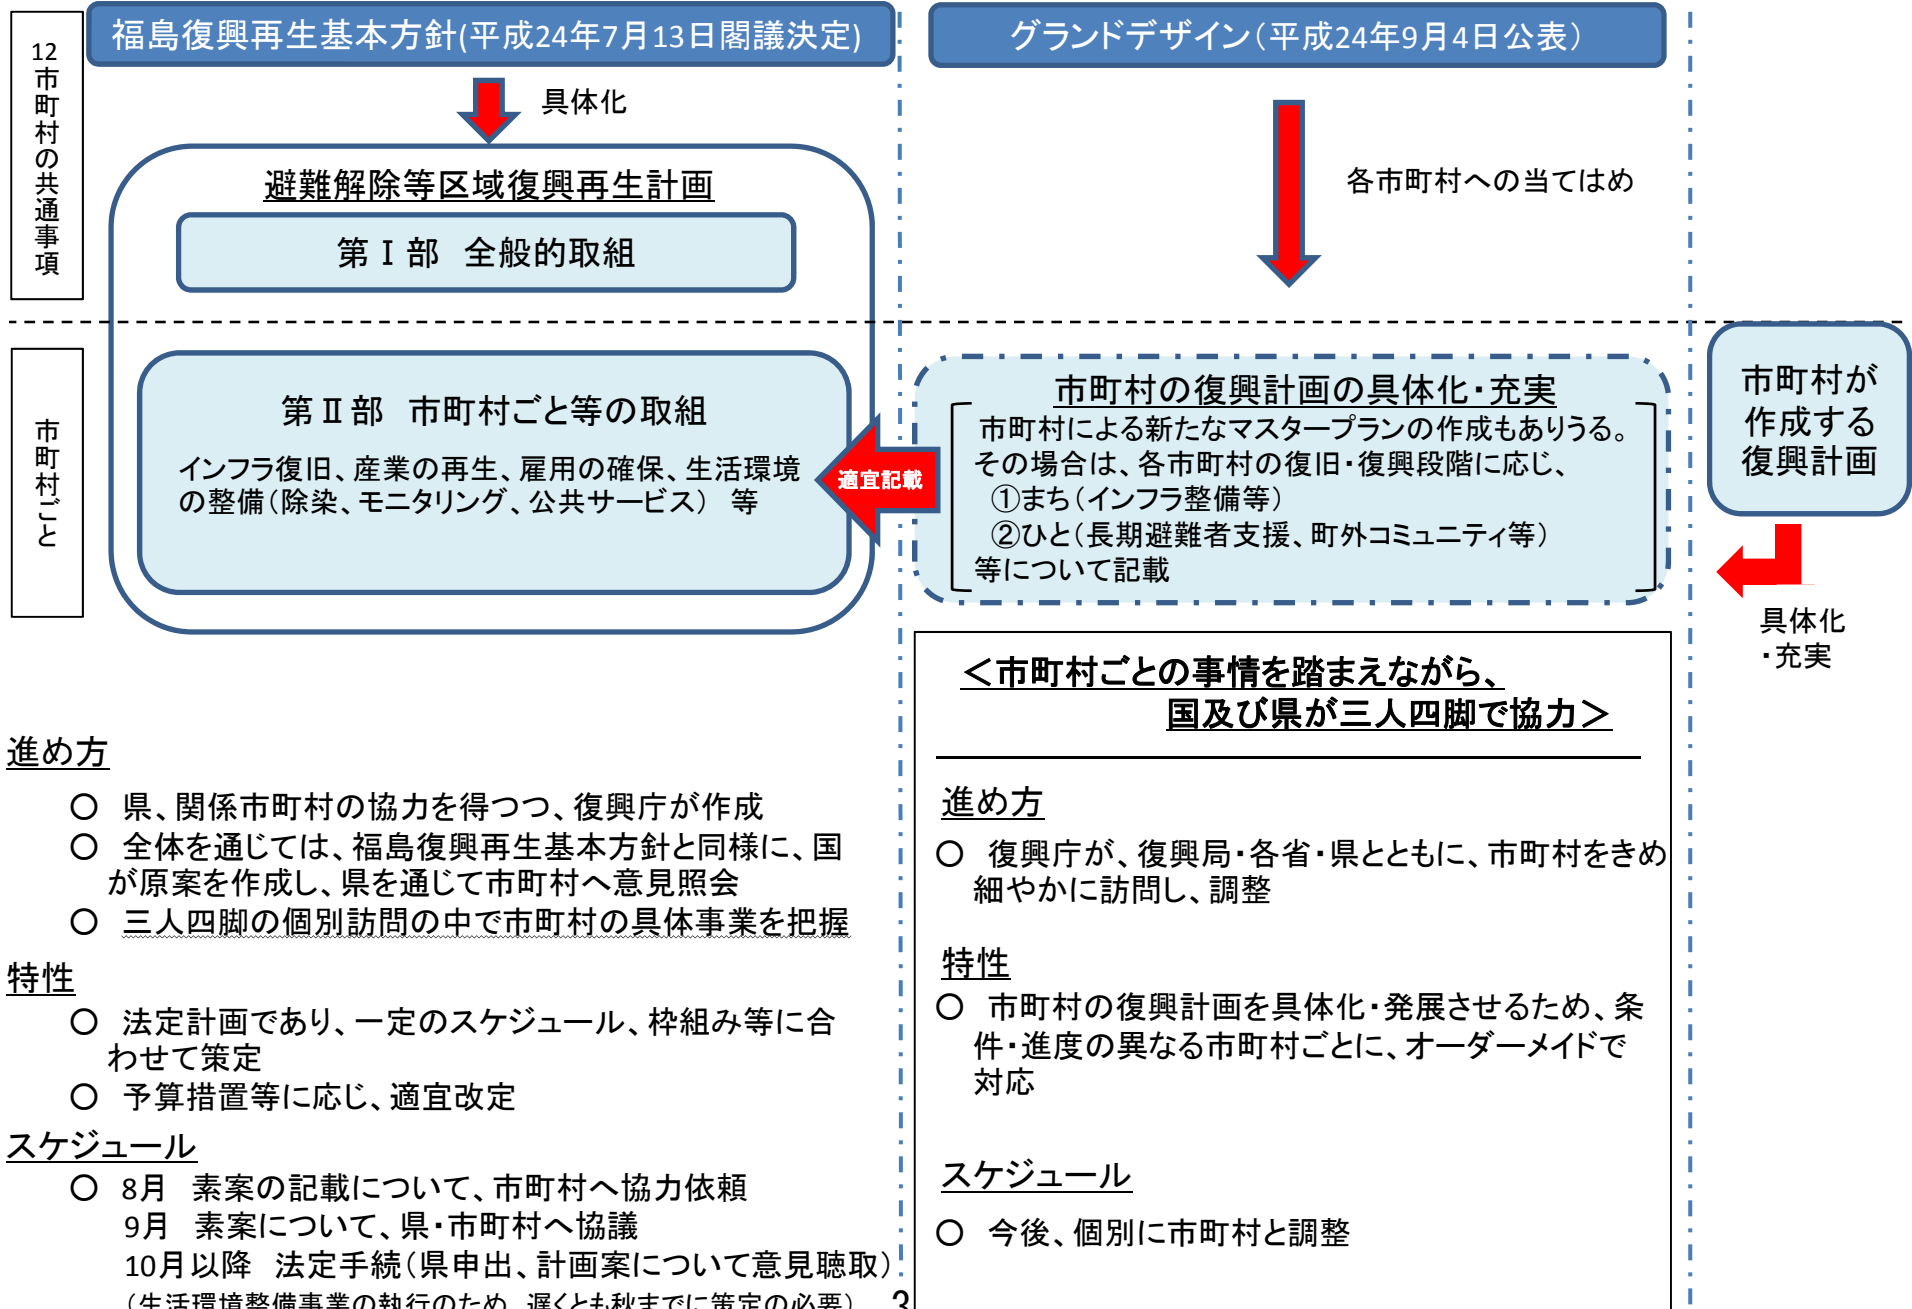 12市町村の共通事項
福島復興再生基本方針(平成24年7月13日閣議決定)
具体化
避難解除等区域復興再生計画
第Ⅰ部　全般的取組
グランドデザイン(平成24年9月4日公表)
各市町村への当てはめ
市町村ごと
第Ⅱ部　市町村ごと等の取組
インフラ復旧、産業の再生、雇用の確保、生活環境
の整備(除染、モニタリング、公共サービス)　等
適宜記載
市町村の復興計画の具体化・充実
市町村による新たなマスタープランの作成もありうる。
その場合は、各市町村の復旧・復興段階に応じ、
①まち(インフラ整備等)
②ひと(長期避難者支援、町外コミュニティ等)
等について記載
市町村が
作成する
復興計画
具体化
・充実
進め方
○　県、関係市町村の協力を得つつ、復興庁が作成
○　全体を通じては、福島復興再生基本方針と同様に、国
が原案を作成し、県を通じて市町村へ意見照会
○　三人四脚の個別訪問の中で市町村の具体事業を把握
特性
○　法定計画であり、一定のスケジュール、枠組み等に合
わせて策定
○　予算措置等に応じ、適宜改定
スケジュール
○　8月　素案の記載について、市町村へ協力依頼
9月　素案について、県・市町村へ協議
10月以降　法定手続(県申出、計画案について意見聴取)
(生活環境整備事業の執行のため、遅くとも秋までに策定の必要)
3
<市町村ごとの事情を踏まえながら、
国及び県が三人四脚で協力>
進め方
○　復興庁が、復興局・各省・県とともに、市町村をきめ
細やかに訪問し、調整
特性
○　市町村の復興計画を具体化・発展させるため、条
件・進度の異なる市町村ごとに、オーダーメイドで
対応
スケジュール
○　今後、個別に市町村と調整